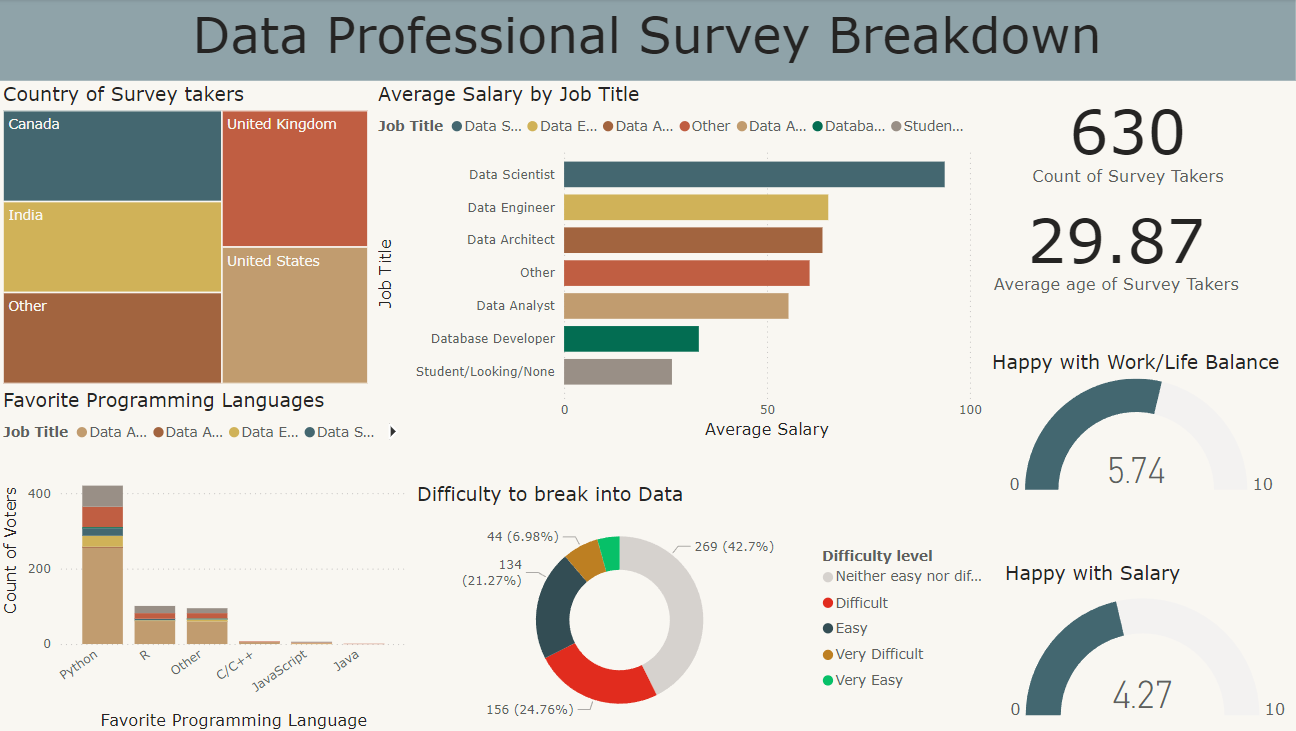 Data Professional Survey Breakdown
Country of Survey takers
Canada
United Kingdom
India
United States
Other
Average Salary by Job Title
Job Title Data S... Data E... Data A... Other Data A... Databa... Studen...
Job Title
Data Scientist
Data Engineer
Data Architect
Other
Data Analyst
Database Developer
Student/Looking/None
0 50 100
Average Salary
630
Count of Survey Takers
29.87
Average age of Survey Takers
Happy with Work/Life Balance
5.74
0 10
Favorite Programming Languages
Job Title Data A... Data A... Data E... Data S...
Count of Voters
400
200
0
Python R Other C/C++ JavaScript Java
Favorite Programming Language
Difficulty to break into Data
44 (6.98%)
269 (42.7%)
134
(21.27%)
156 (24.76%)
Difficulty level
Neither easy nor dif...
Difficult
Easy
Very Difficult
Very Easy
Happy with Salary
4.27
0 10